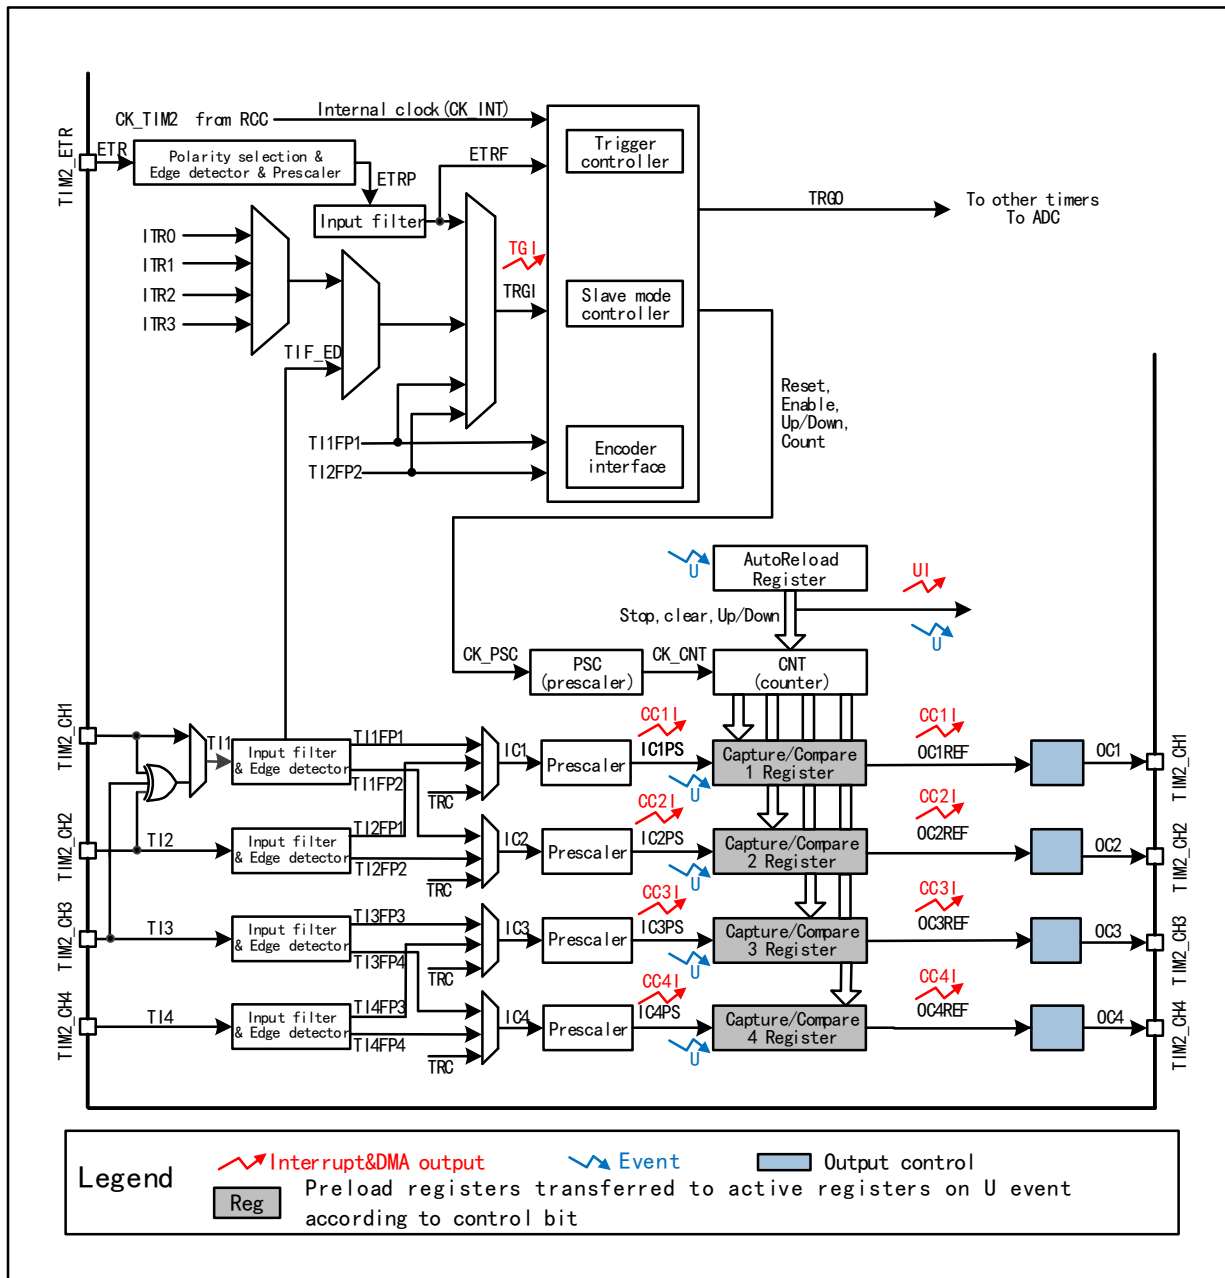 Internal clock(CK_INT)
CK_TIM2 from RCC
TIM2_ETR
ETR
Polarity selection &
Edge detector & Prescaler
ETRP
ETRF
Input filter
Trigger
controller
TRGO
To other timers
To ADC
ITR0
ITR1
ITR2
ITR3
TGI
TRGI
Slave mode
controller
TIF_ED
Reset,
Enable,
Up/Down,
Count
TI1FP1
TI2FP2
Encoder
interface
U
AutoReload
Register
UI
Stop,clear,Up/Down
U
CK_PSC
PSC
(prescaler)
CK_CNT
CNT
(counter)
TIM2_CH1
TI1
Input filter
& Edge detector
TI1FP1
TI1FP2
TRC
IC1
Prescaler
CC1I
IC1PS
U
Capture/Compare
1 Register
CC1I
OC1REF
OC1
TIM2_CH1
TIM2_CH2
TI2
Input filter
& Edge detector
TI2FP1
TI2FP2
TRC
IC2
Prescaler
CC2I
IC2PS
U
Capture/Compare
2 Register
CC2I
OC2REF
OC2
TIM2_CH2
TIM2_CH3
TI3
Input filter
& Edge detector
TI3FP3
TI3FP4
TRC
IC3
Prescaler
CC3I
IC3PS
U
Capture/Compare
3 Register
CC3I
OC3REF
OC3
TIM2_CH3
TIM2_CH4
TI4
Input filter
& Edge detector
TI4FP3
TI4FP4
TRC
IC4
Prescaler
CC4I
IC4PS
U
Capture/Compare
4 Register
CC4I
OC4REF
OC4
TIM2_CH4
Legend
Interrupt&DMA output
Event
Output control
Reg
Preload registers transferred to active registers on U event
according to control bit